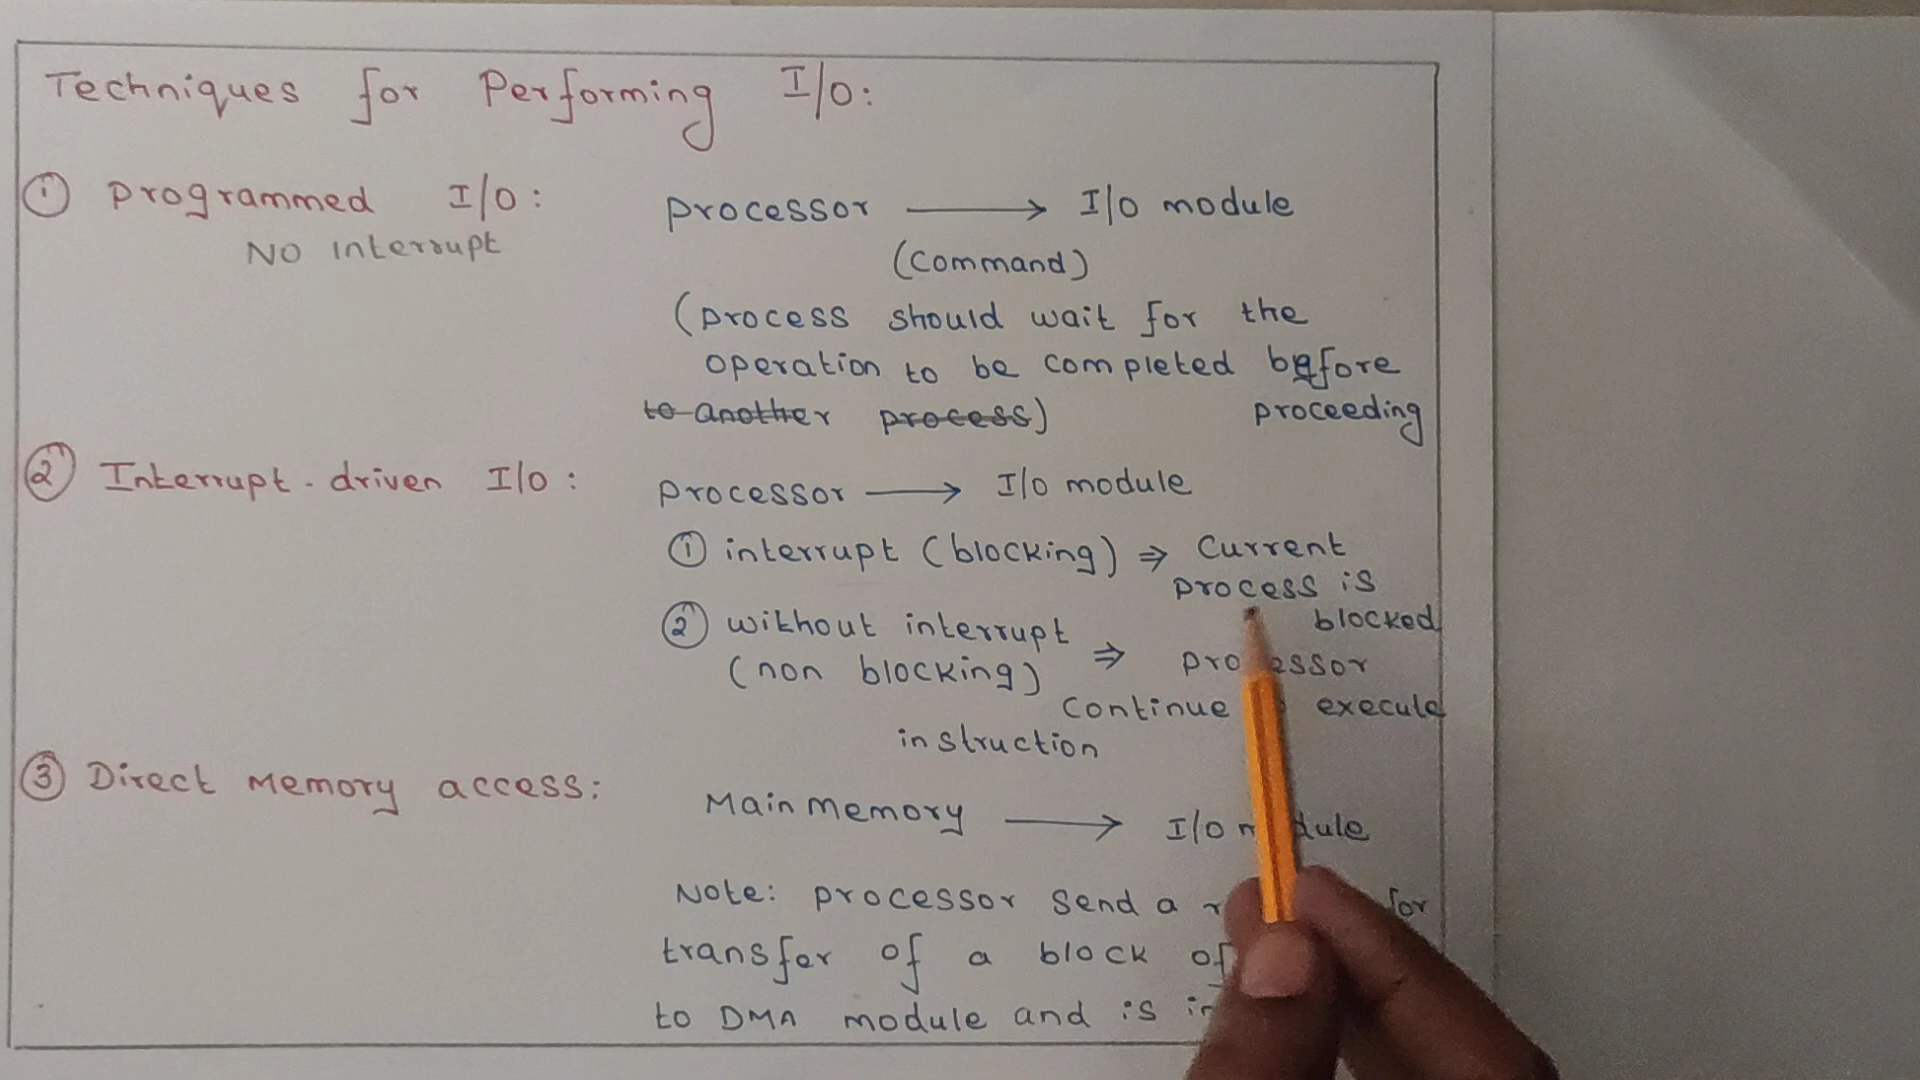 Techniques for Performing I/O:
① Programmed I/O: Processor → I/O module
NO Interrupt
(Command)
(Process should wait for the
operation to be completed before
to another process) proceeding
② Interrupt-driven I/O: Processor → I/O module
① interrupt (blocking) ⇒ Current
process is
blocked
② without interrupt
(non blocking) ⇒ processor
Continue execute
instruction
③ Direct Memory access:
Main memory → I/O module
Note: Processor Send a for
transfer of a block of
to DMA module and is